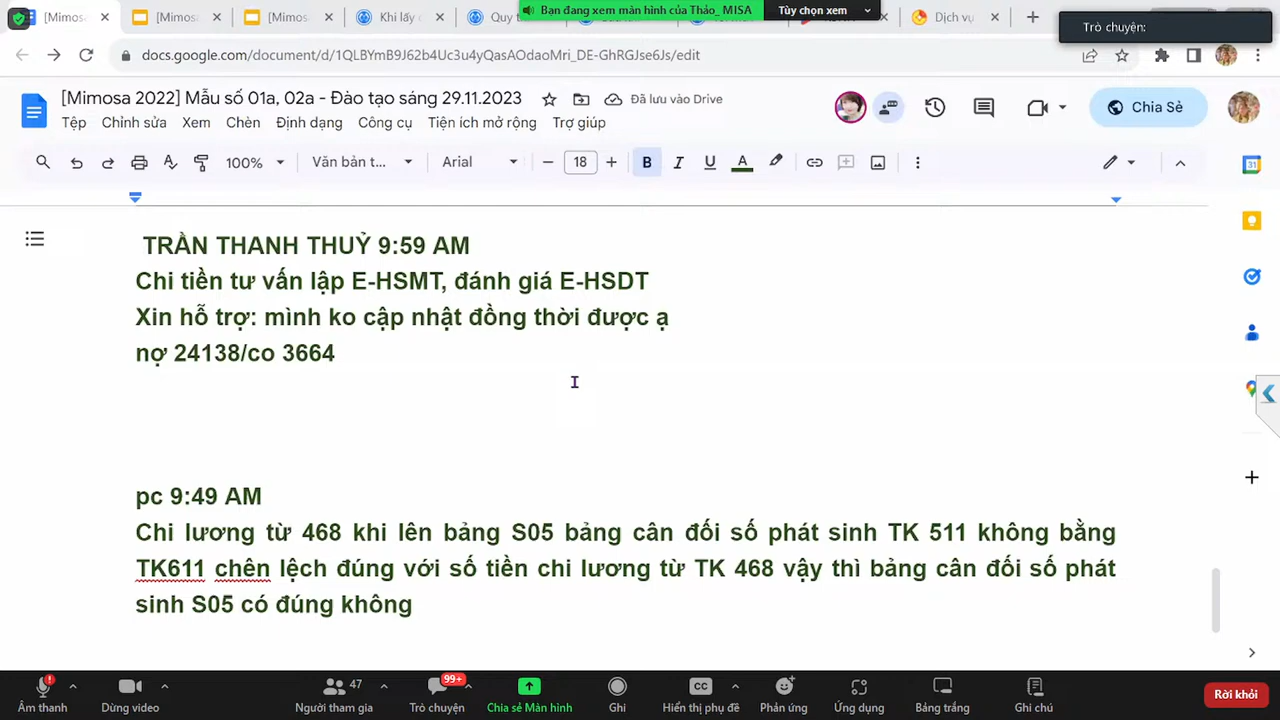 Bạn đang xem màn hình của Thảo_ MISA
Tùy chọn xem
[Mimos
[Mimosa
[Mimosa
Khi lấy
Quy t
Dịch vụ
Trò chuyện:
docs.google.com/document/d/1QLBYmB9J62b4Uc3u4yQasAOdaoMri_DE-GhRGJse6Js/edit
[Mimosa 2022] Mẫu số 01a, 02a - Đào tạo sáng 29.11.2023
Đã lưu vào Drive
Chia Sẻ
Tệp Chỉnh sửa Xem Chèn Định dạng Công cụ Tiện ích mở rộng Trợ giúp
100% Văn bản t... Arial 18 B I U A
31
TRẦN THANH THUỶ 9:59 AM
Chi tiền tư vấn lập E-HSMT, đánh giá E-HSDT
Xin hỗ trợ: mình ko cập nhật đồng thời được ạ
nợ 24138/co 3664
pc 9:49 AM
Chi lương từ 468 khi lên bảng S05 bảng cân đối số phát sinh TK 511 không bằng
TK611 chên lệch đúng với số tiền chi lương từ TK 468 vậy thì bảng cân đối số phát
sinh S05 có đúng không
47
99+
CC
Âm thanh
Dừng video
Người tham gia
Trò chuyện
Chia sẻ Màn hình
Ghi
Hiển thị phụ đề
Phản ứng
Ứng dụng
Bảng trắng
Ghi chú
Rời khỏi